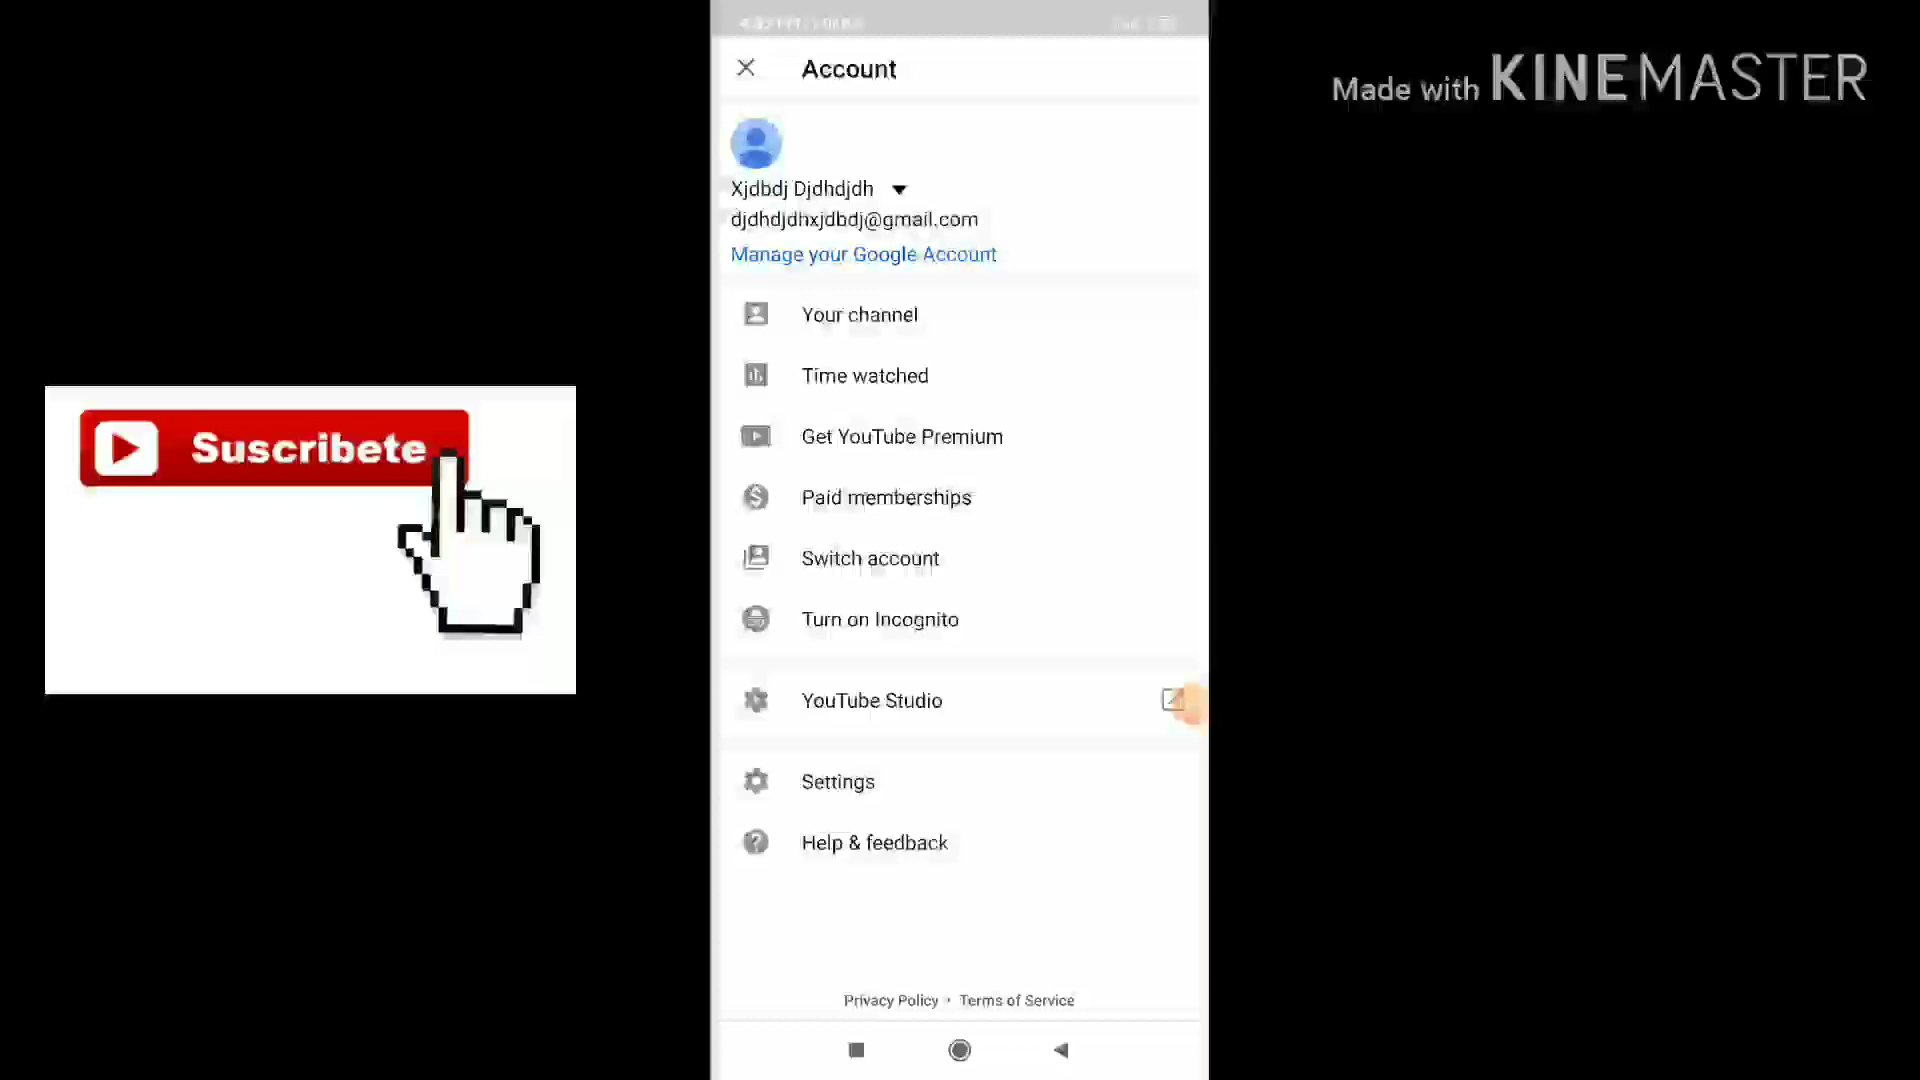 Account
Made with KINEMASTER
Xjdbdj Djdhdjdh
djdhdjdhxjdbdj@gmail.com
Manage your Google Account
Your channel
Time watched
Get YouTube Premium
Suscribete
Paid memberships
Switch account
Turn on Incognito
YouTube Studio
Settings
Help & feedback
Privacy Policy • Terms of Service